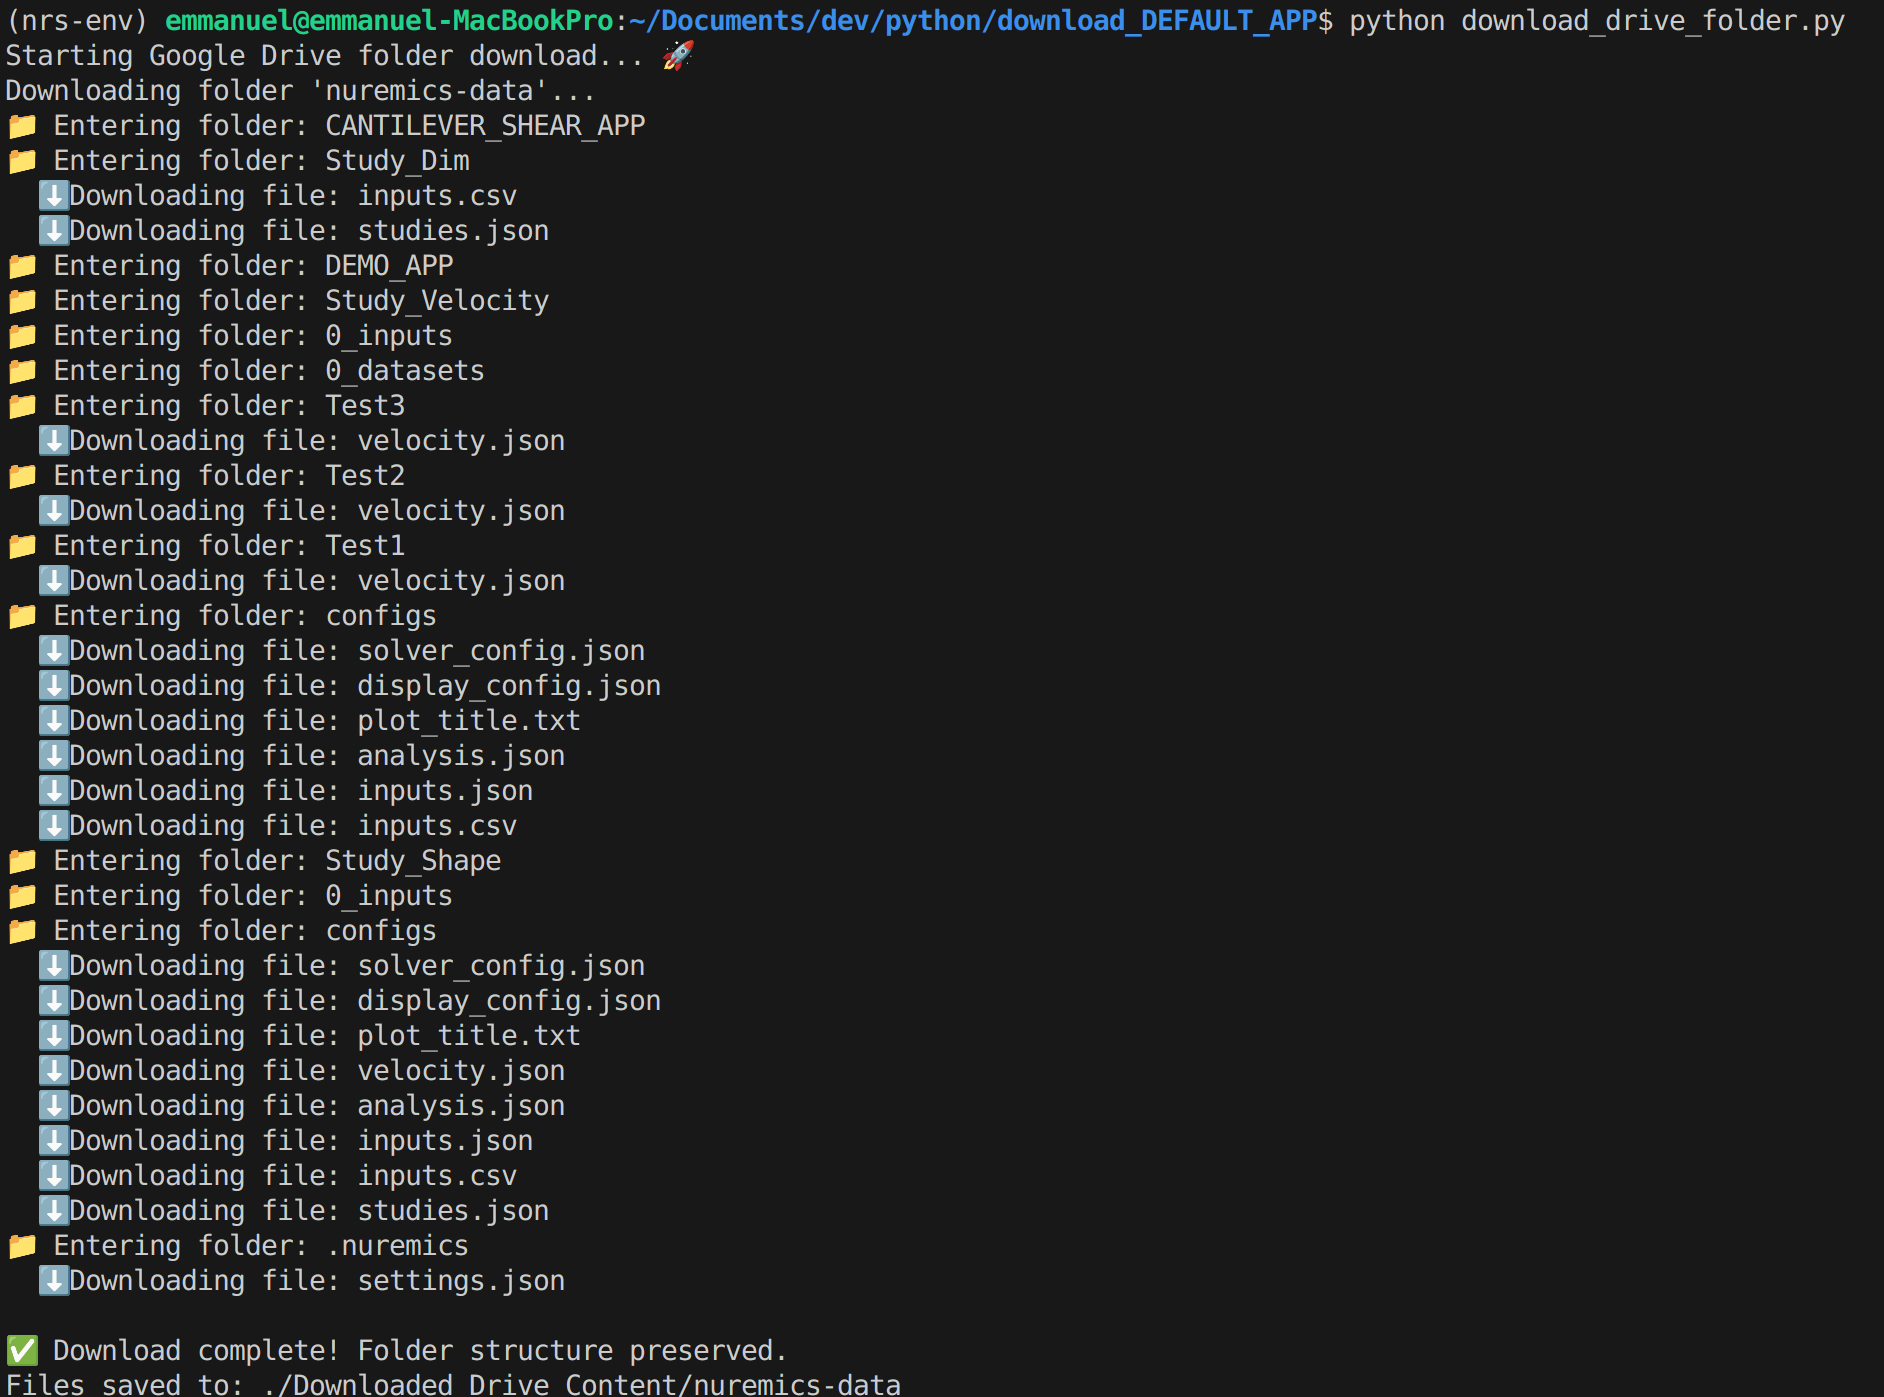 (nrs-env) emmanuel@emmanuel-MacBookPro:~/Documents/dev/python/download_DEFAULT_APP$ python download_drive_folder.py
Starting Google Drive folder download... 🚀
Downloading folder 'nuremics-data'...
📁 Entering folder: CANTILEVER_SHEAR_APP
📁 Entering folder: Study_Dim
  ⬇️Downloading file: inputs.csv
  ⬇️Downloading file: studies.json
📁 Entering folder: DEMO_APP
📁 Entering folder: Study_Velocity
📁 Entering folder: 0_inputs
📁 Entering folder: 0_datasets
📁 Entering folder: Test3
  ⬇️Downloading file: velocity.json
📁 Entering folder: Test2
  ⬇️Downloading file: velocity.json
📁 Entering folder: Test1
  ⬇️Downloading file: velocity.json
📁 Entering folder: configs
  ⬇️Downloading file: solver_config.json
  ⬇️Downloading file: display_config.json
  ⬇️Downloading file: plot_title.txt
  ⬇️Downloading file: analysis.json
  ⬇️Downloading file: inputs.json
  ⬇️Downloading file: inputs.csv
📁 Entering folder: Study_Shape
📁 Entering folder: 0_inputs
📁 Entering folder: configs
  ⬇️Downloading file: solver_config.json
  ⬇️Downloading file: display_config.json
  ⬇️Downloading file: plot_title.txt
  ⬇️Downloading file: velocity.json
  ⬇️Downloading file: analysis.json
  ⬇️Downloading file: inputs.json
  ⬇️Downloading file: inputs.csv
  ⬇️Downloading file: studies.json
📁 Entering folder: .nuremics
  ⬇️Downloading file: settings.json
✅ Download complete! Folder structure preserved.
Files saved to: ./Downloaded_Drive_Content/nuremics-data